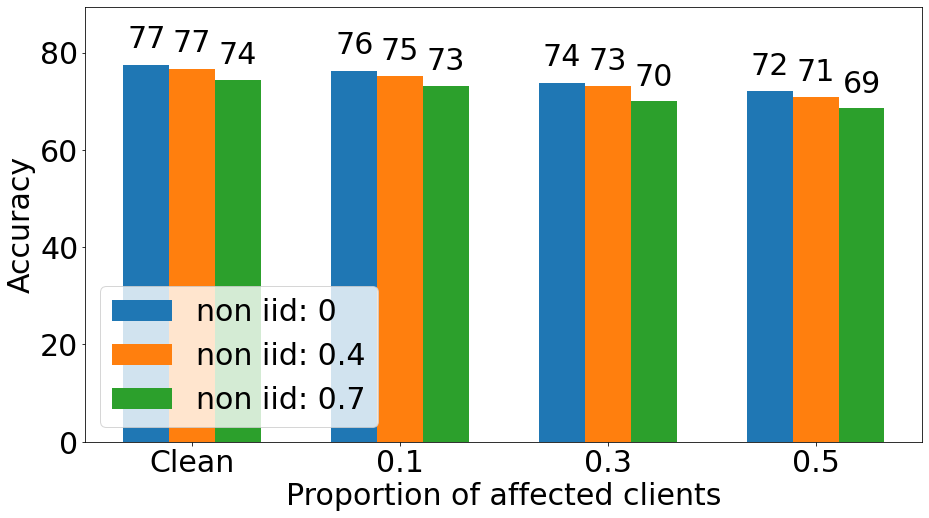 77 77 74 76 75 73 74 73 70 72 71 69
80
60
40
20
0
Accuracy
non iid: 0
non iid: 0.4
non iid: 0.7
Clean 0.1 0.3 0.5
Proportion of affected clients